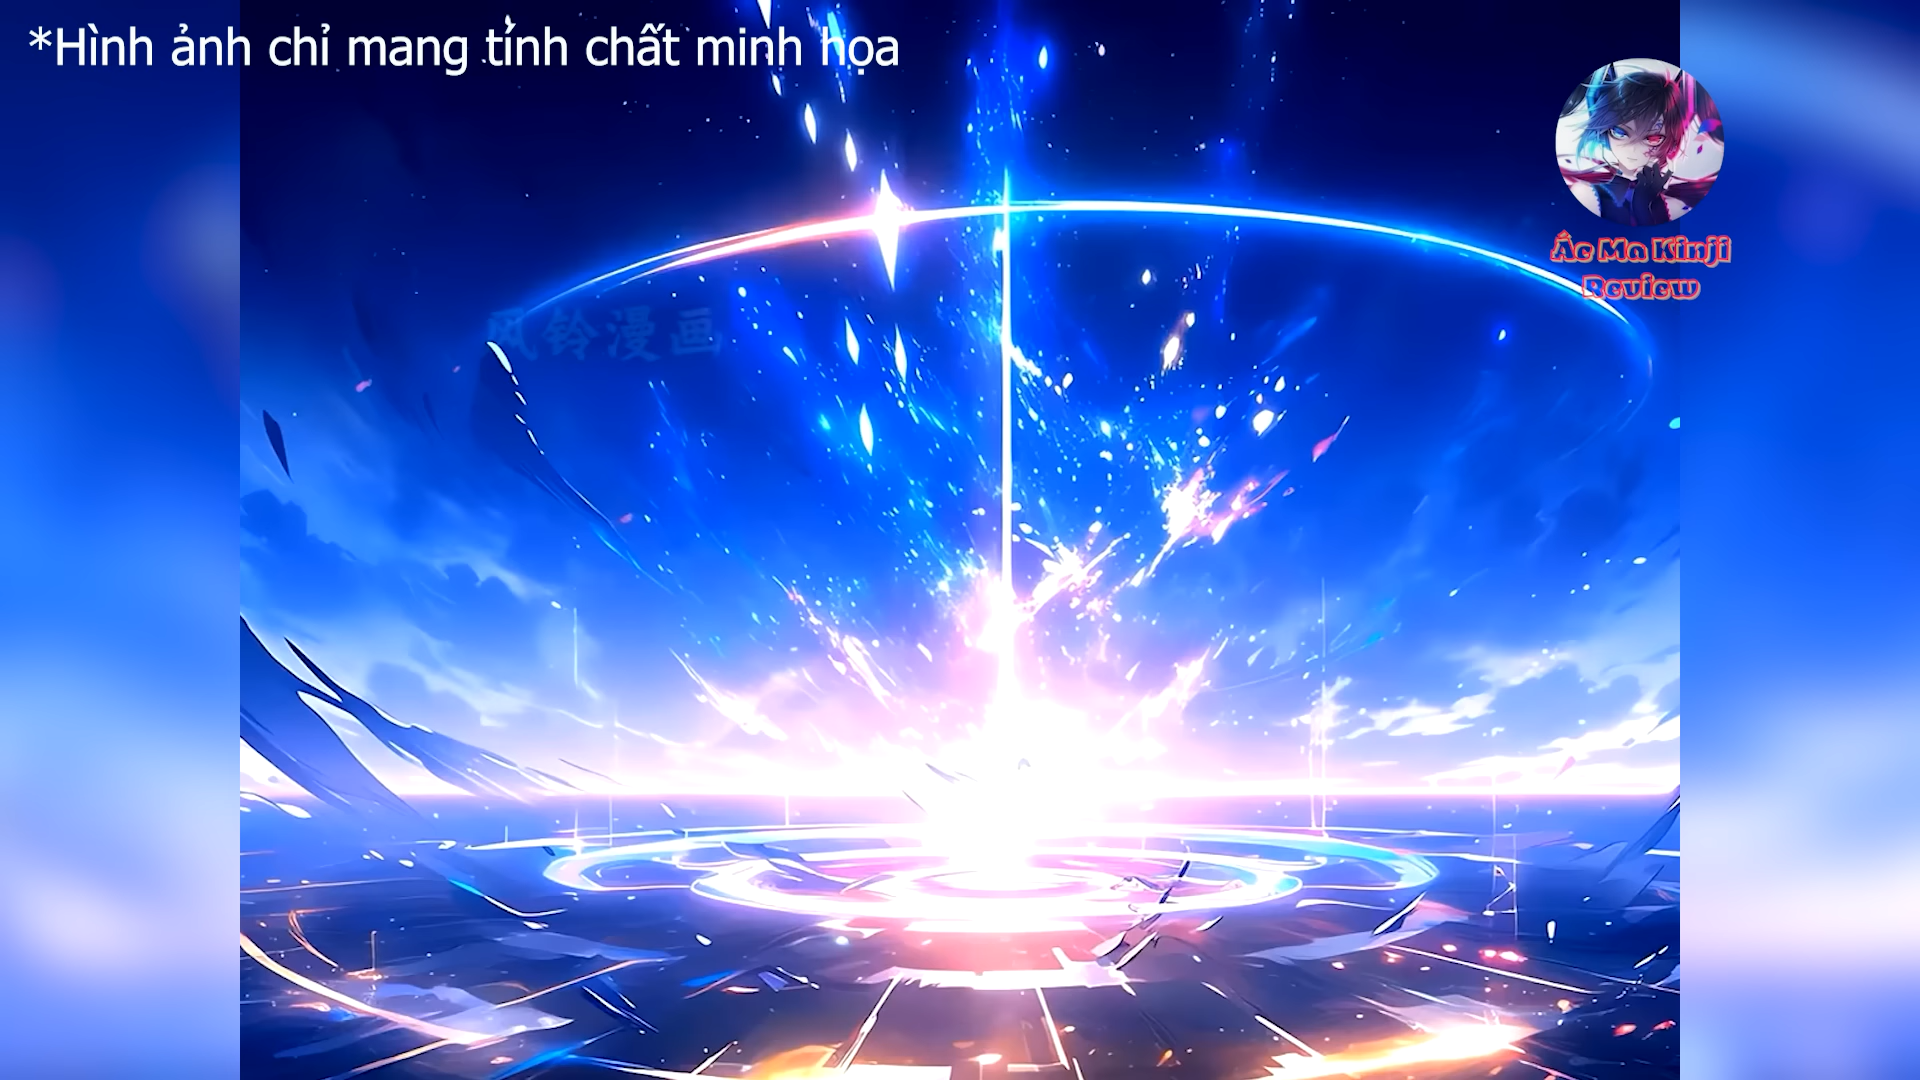 *Hình ảnh chỉ mang tính chất minh họa
Ác Ma Kinji
Review
风铃漫画